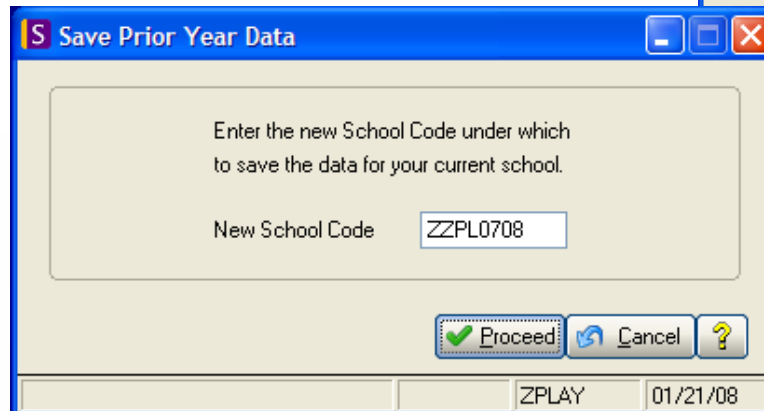 S Save Prior Year Data
Enter the new School Code under which
to save the data for your current school.
New School Code ZZPL0708
Proceed Cancel ?
ZPLAY 01/21/08